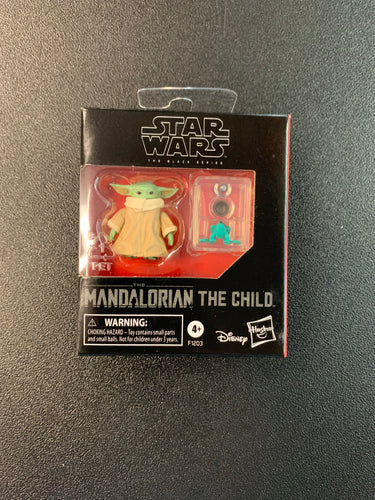 STAR
WARS
THE BLACK SERIES
PET
THE
MANDALORIAN THE CHILD
WARNING:
CHOKING HAZARD – Toy contains small parts
and small balls. Not for children under 3 years.
4+
F1203
Disney
Hasbro